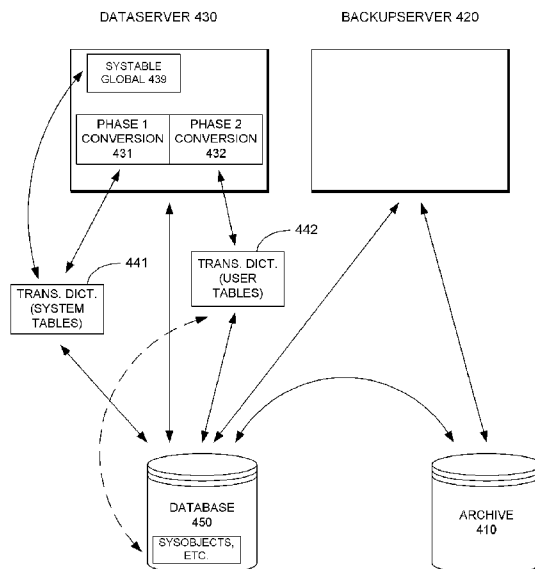 DATASERVER 430
BACKUPSERVER 420
SYSTABLE
GLOBAL 439
PHASE 1
CONVERSION
431
PHASE 2
CONVERSION
432
441
442
TRANS. DICT.
(SYSTEM
TABLES)
TRANS. DICT.
(USER
TABLES)
DATABASE
450
SYSOBJECTS,
ETC.
ARCHIVE
410